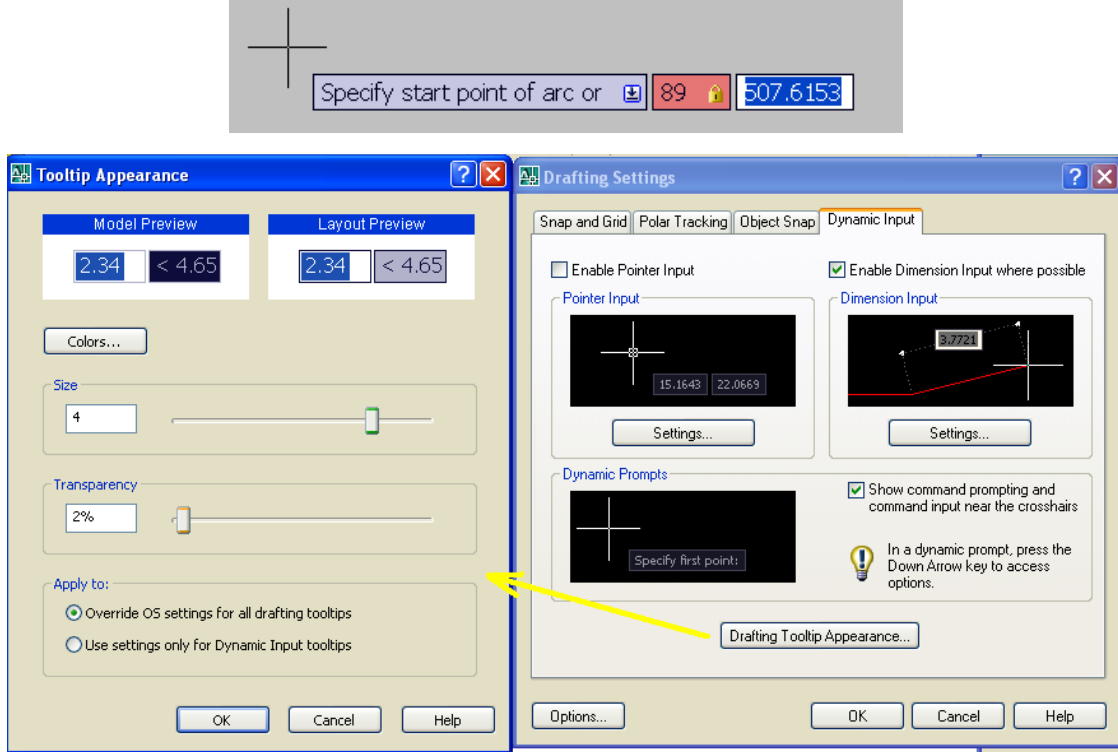 Specify start point of arc or 89 507.6153
Tooltip Appearance
Model Preview Layout Preview
2.34 < 4.65 2.34 < 4.65
Colors...
Size
4
Transparency
2%
Apply to:
Override OS settings for all drafting tooltips
Use settings only for Dynamic Input tooltips
OK Cancel Help
Drafting Settings
Snap and Grid Polar Tracking Object Snap Dynamic Input
Enable Pointer Input Enable Dimension Input where possible
Pointer Input
15.1643 22.0669
Settings...
Dimension Input
3.7721
Settings...
Dynamic Prompts
Specify first point:
Show command prompting and
command input near the crosshairs
In a dynamic prompt, press the
Down Arrow key to access
options.
Drafting Tooltip Appearance...
Options... OK Cancel Help